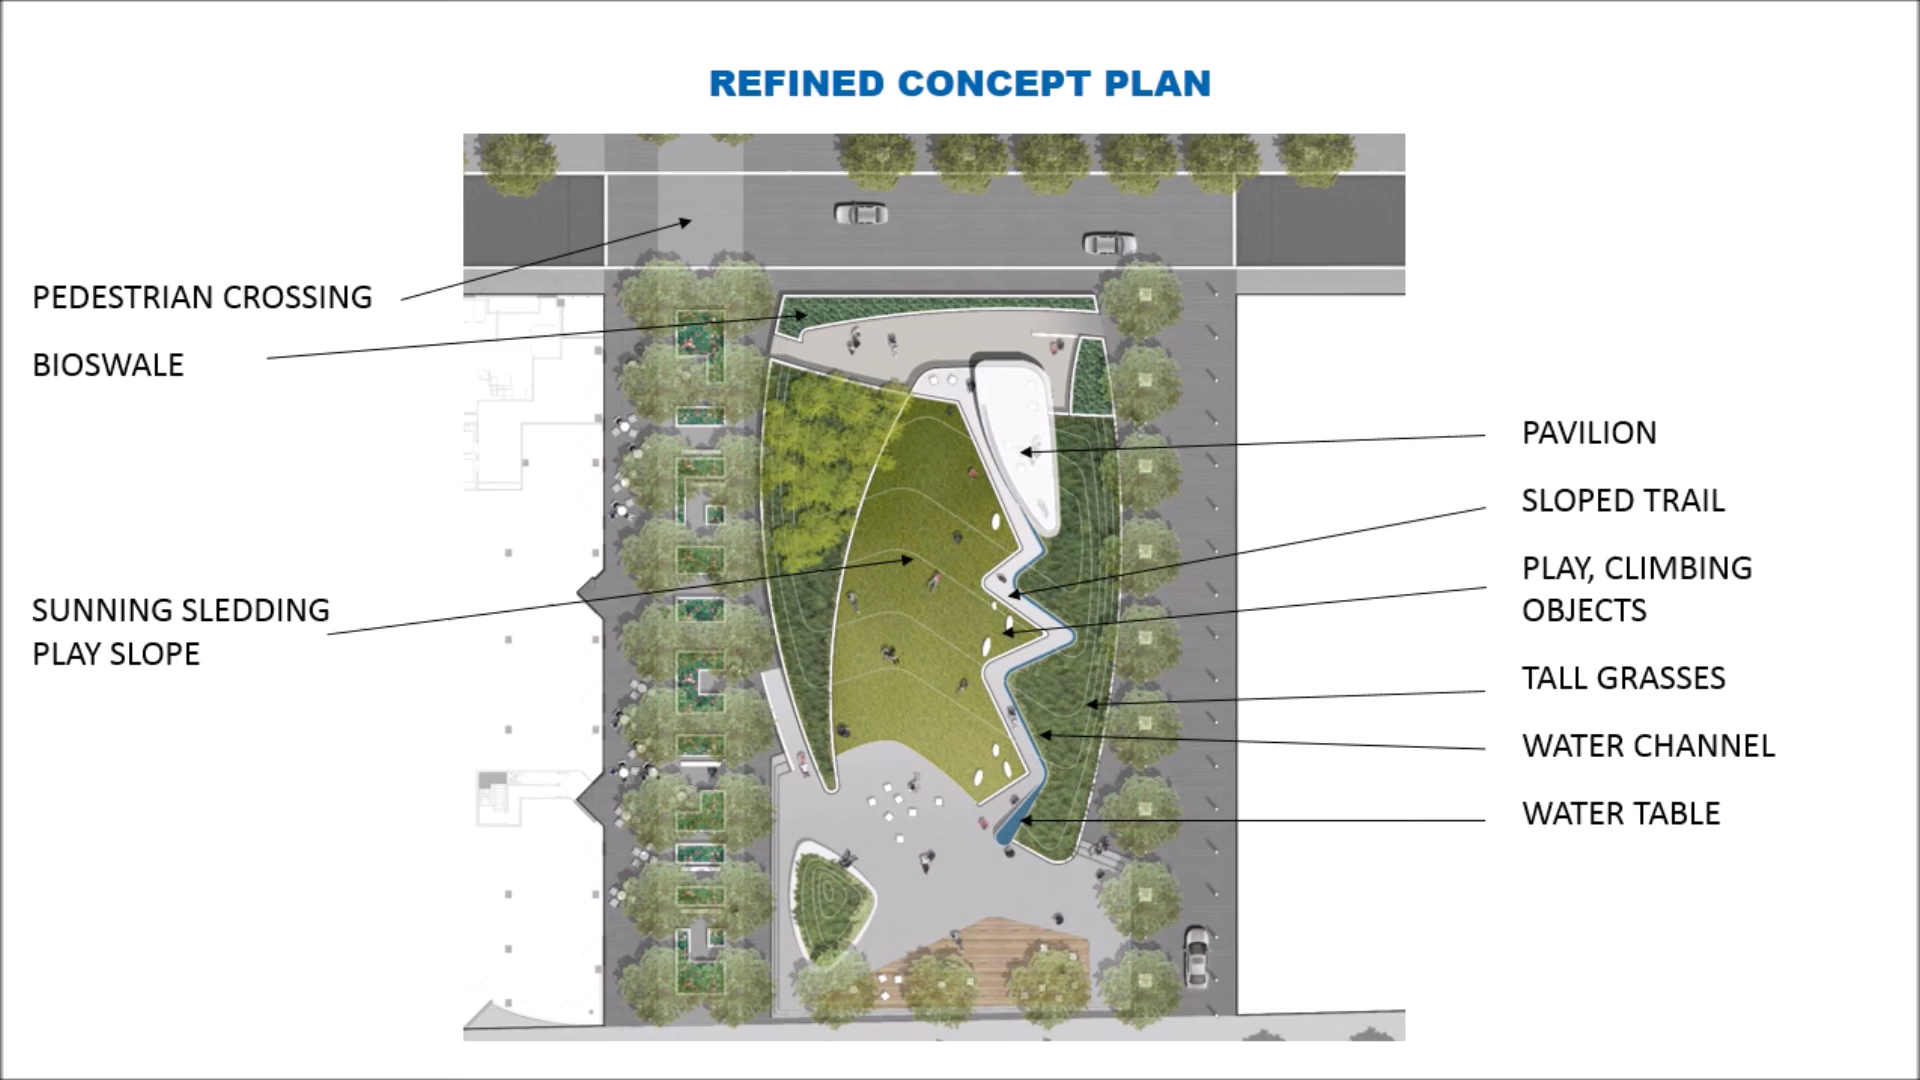 REFINED CONCEPT PLAN
PEDESTRIAN CROSSING
BIOSWALE
SUNNING SLEDDING
PLAY SLOPE
PAVILION
SLOPED TRAIL
PLAY, CLIMBING
OBJECTS
TALL GRASSES
WATER CHANNEL
WATER TABLE